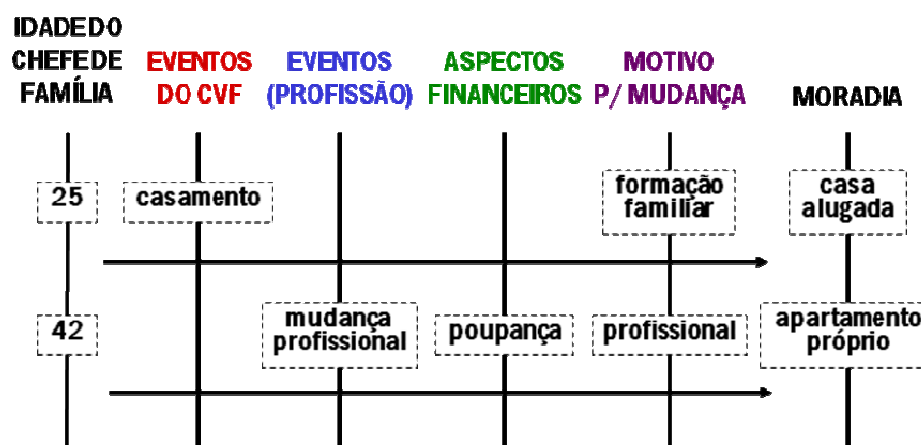 IDADE DO
CHEFE DE
FAMÍLIA
EVENTOS
DO CVF
EVENTOS
(PROFISSÃO)
ASPECTOS
FINANCEIROS
MOTIVO
P/ MUDANÇA
MORADIA
25
casamento
formação
familiar
casa
alugada
42
mudança
profissional
poupança
profissional
apartamento
próprio